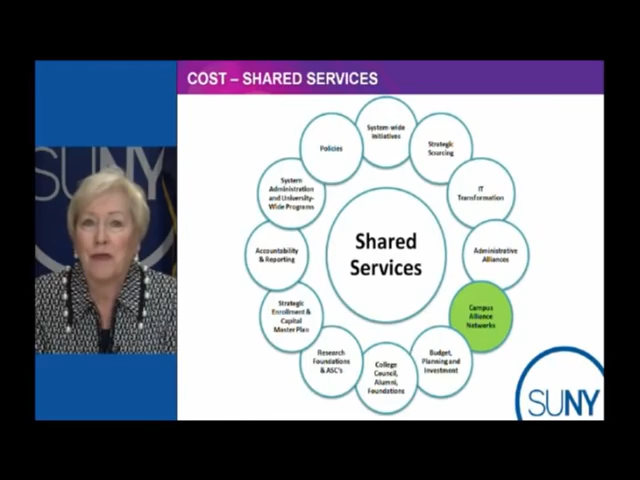 COST – SHARED SERVICES
SUNY
System-wide
Initiatives
Strategic
Sourcing
IT
Transformation
Administrative
Alliances
Campus
Alliance
Networks
Budget,
Planning and
Investment
College
Council,
Alumni,
Foundations
Research
Foundations
& ASC's
Strategic
Enrollment &
Capital
Master Plan
Accountability
& Reporting
System
Administration
and University-
Wide Programs
Policies
Shared
Services
SUNY